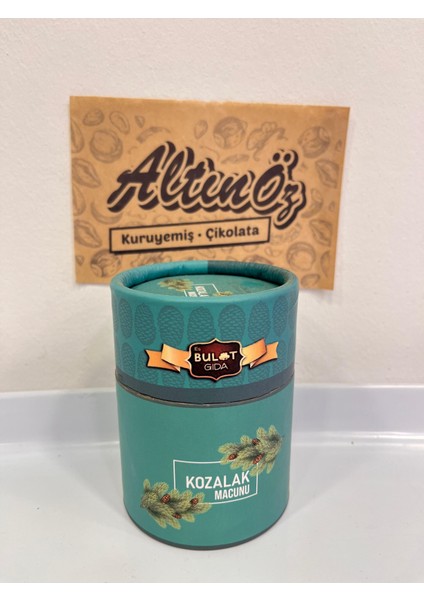 Altınöz
Kuruyemiş • Çikolata
BULUT
GIDA
KOZALAK
MACUNU